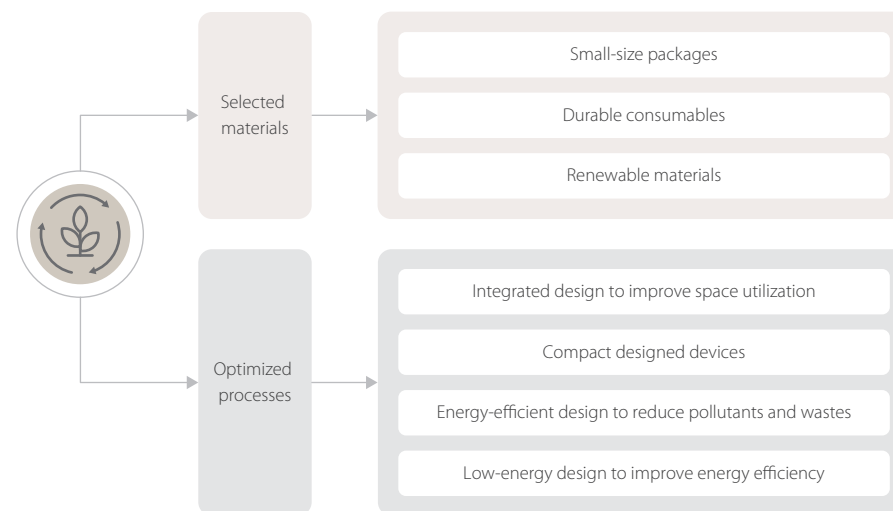 Selected
materials
Small-size packages
Durable consumables
Renewable materials
Optimized
processes
Integrated design to improve space utilization
Compact designed devices
Energy-efficient design to reduce pollutants and wastes
Low-energy design to improve energy efficiency